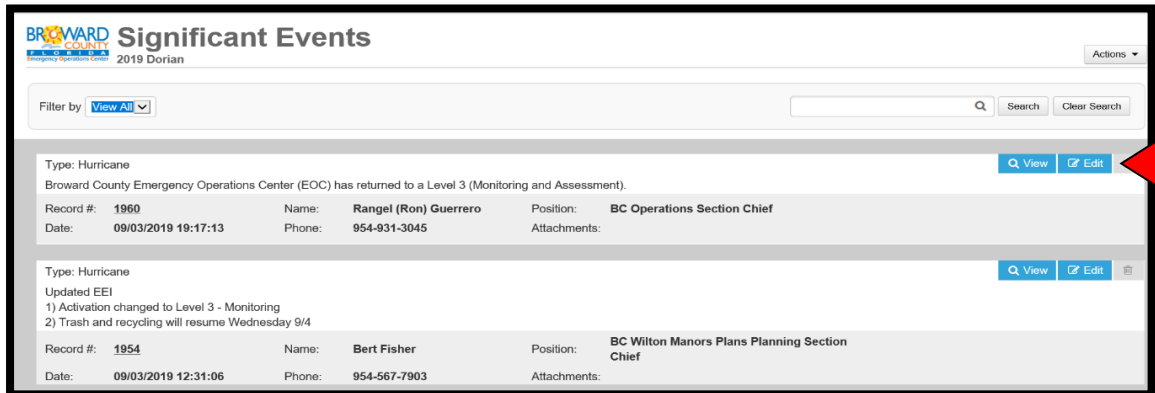 BROWARD COUNTY
FLORIDA
Emergency Operations Center
Significant Events
2019 Dorian
Actions
Filter by View All
Search Clear Search
Type: Hurricane View Edit
Broward County Emergency Operations Center (EOC) has returned to a Level 3 (Monitoring and Assessment).
Record #: 1960 Name: Rangel (Ron) Guerrero Position: BC Operations Section Chief
Date: 09/03/2019 19:17:13 Phone: 954-931-3045 Attachments:
Type: Hurricane View Edit
Updated EEI
1) Activation changed to Level 3 - Monitoring
2) Trash and recycling will resume Wednesday 9/4
Record #: 1954 Name: Bert Fisher Position: BC Wilton Manors Plans Planning Section
Chief
Date: 09/03/2019 12:31:06 Phone: 954-567-7903 Attachments: